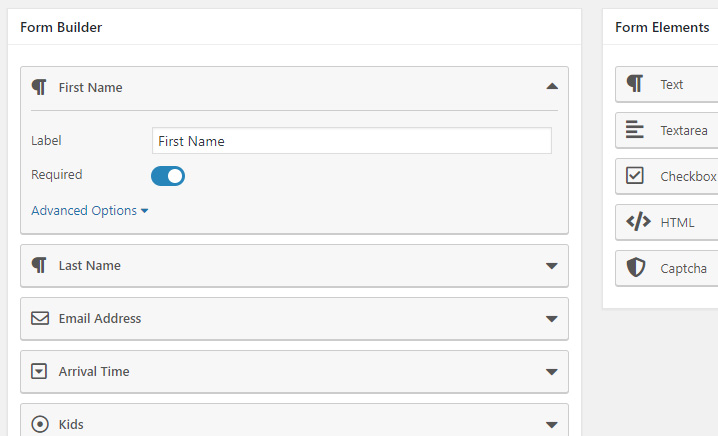 Form Builder
First Name
Label
First Name
Required
Advanced Options
Last Name
Email Address
Arrival Time
Kids
Form Elements
Text
Textarea
Checkbox
HTML
Captcha